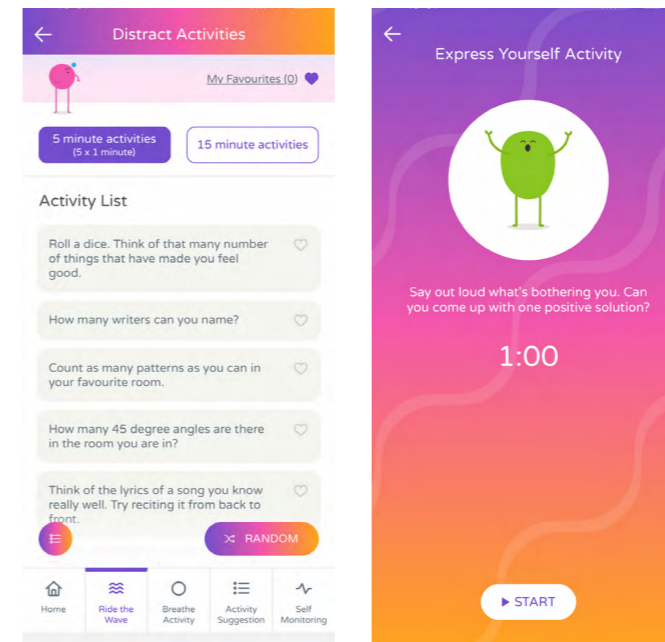 Distract Activities
My Favourites (0)
5 minute activities
(5 x 1 minute)
15 minute activities
Activity List
Roll a dice. Think of that many number
of things that have made you feel
good.
How many writers can you name?
Count as many patterns as you can in
your favourite room.
How many 45 degree angles are there
in the room you are in?
Think of the lyrics of a song you know
really well. Try reciting it from back to
front.
RANDOM
Home
Ride the
Wave
Breathe
Activity
Activity
Suggestion
Self
Monitoring
Express Yourself Activity
Say out loud what's bothering you. Can
you come up with one positive solution?
1:00
START